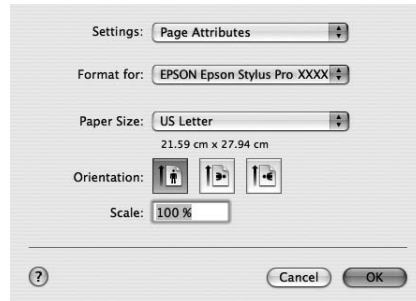 Settings: Page Attributes
Format for: EPSON Epson Stylus Pro XXXX
Paper Size: US Letter
21.59 cm x 27.94 cm
Orientation:
Scale: 100 %
? Cancel OK